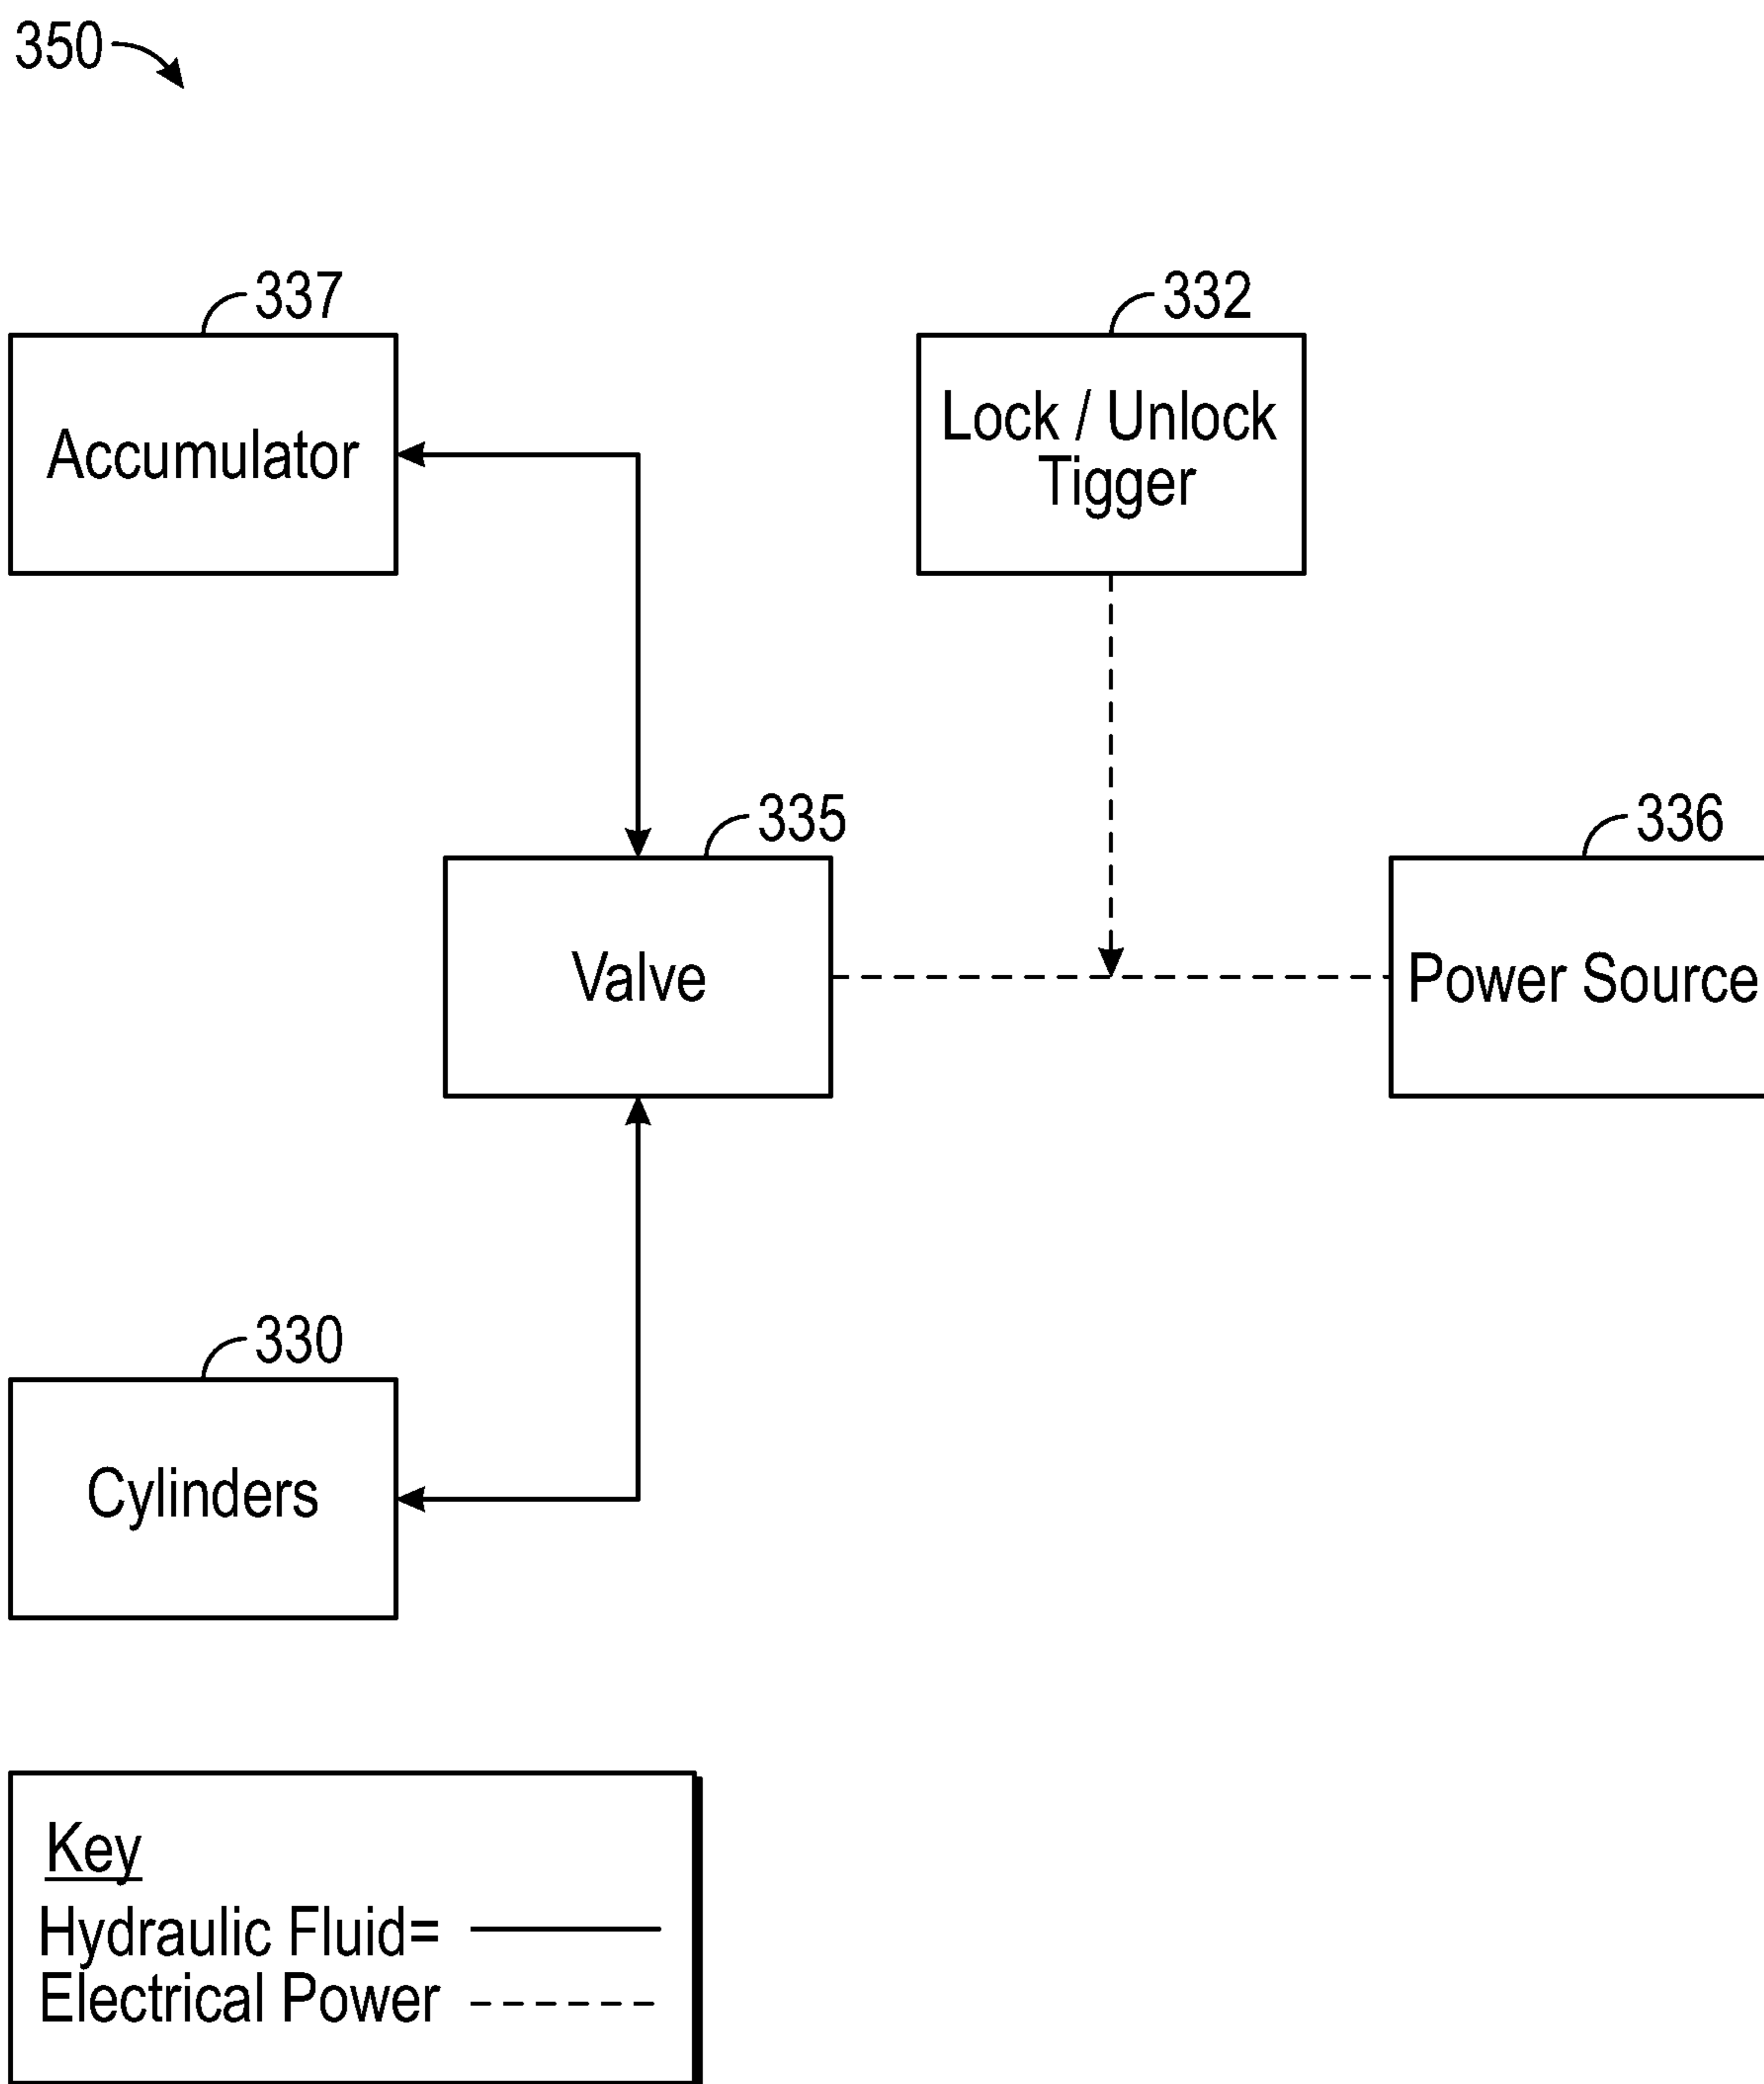 350
337
332
Accumulator
Lock / Unlock
Tigger
335
336
Valve
Power Source
330
Cylinders
Key
Hydraulic Fluid=
Electrical Power